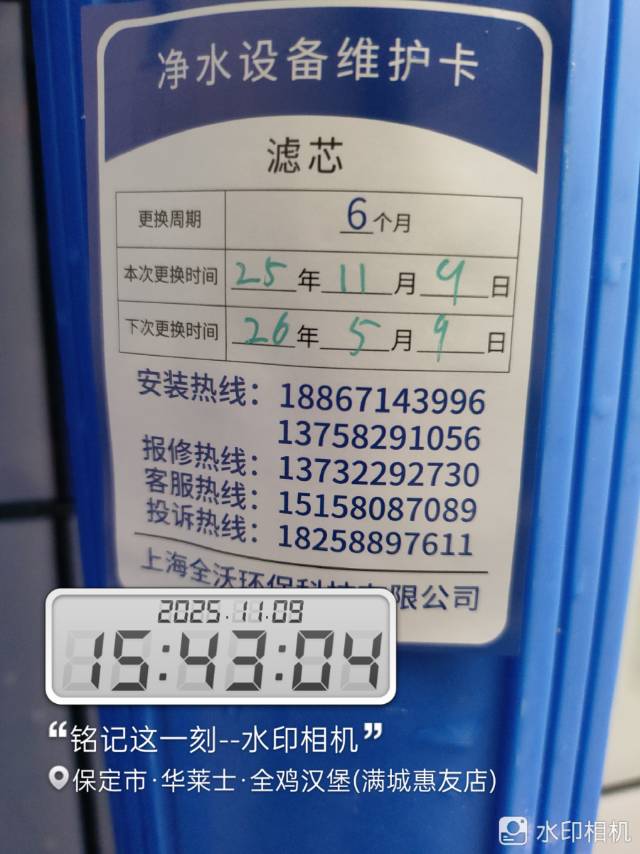 净水设备维护卡
滤芯
更换周期 6个月
本次更换时间 25年11月9日
下次更换时间 26年5月9日
安装热线：18867143996
13758291056
报修热线：13732292730
客服热线：15158087089
投诉热线：18258897611
上海全沃环保科技有限公司
2025.11.09
15:43:04
“铭记这一刻--水印相机”
保定市·华莱士·全鸡汉堡(满城惠友店)
水印相机